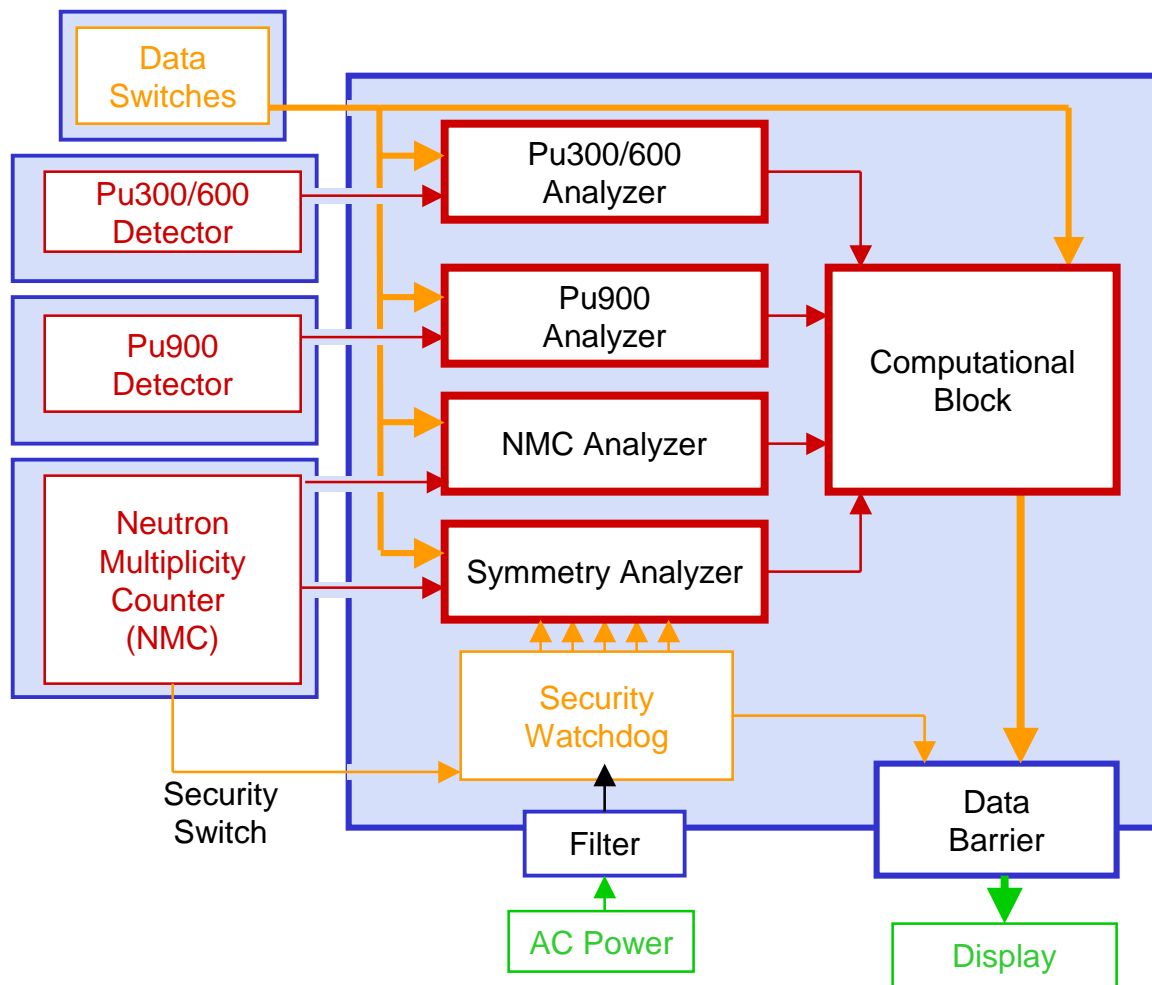 Data
Switches
Pu300/600
Detector
Pu300/600
Analyzer
Pu900
Detector
Pu900
Analyzer
Computational
Block
NMC Analyzer
Neutron
Multiplicity
Counter
(NMC)
Symmetry Analyzer
Security
Watchdog
Security
Switch
Filter
Data
Barrier
AC Power
Display